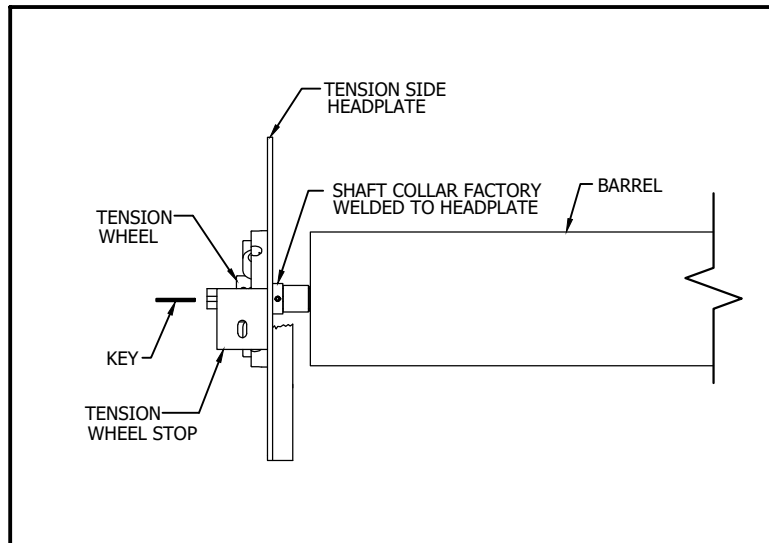 TENSION SIDE
HEADPLATE
SHAFT COLLAR FACTORY
WELDED TO HEADPLATE
BARREL
TENSION
WHEEL
KEY
TENSION
WHEEL STOP